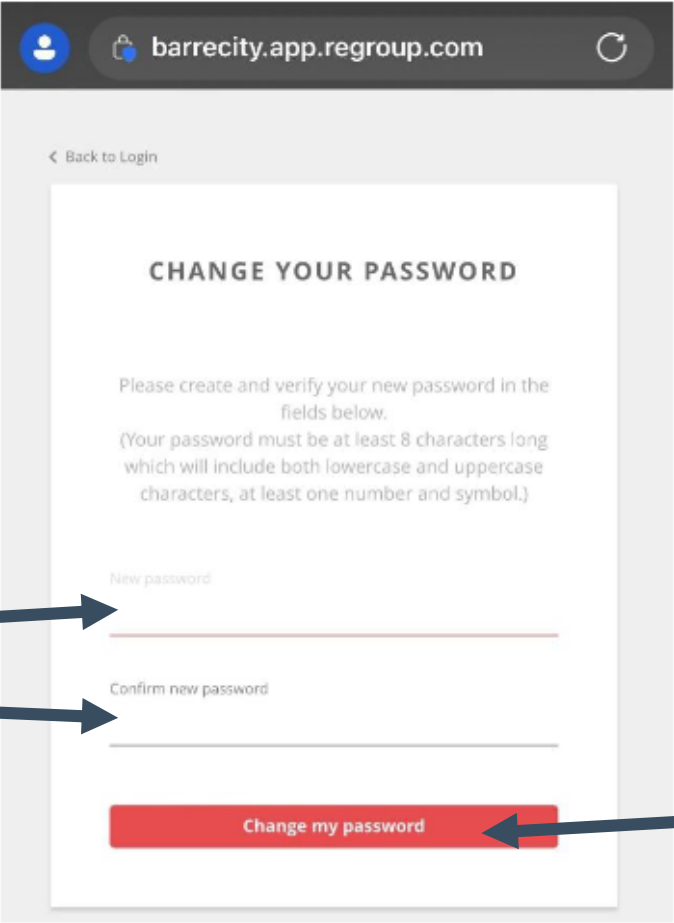 barrecity.app.regroup.com
Back to Login
CHANGE YOUR PASSWORD
Please create and verify your new password in the
fields below.
(Your password must be at least 8 characters long
which will include both lowercase and uppercase
characters, at least one number and symbol.)
New password
Confirm new password
Change my password